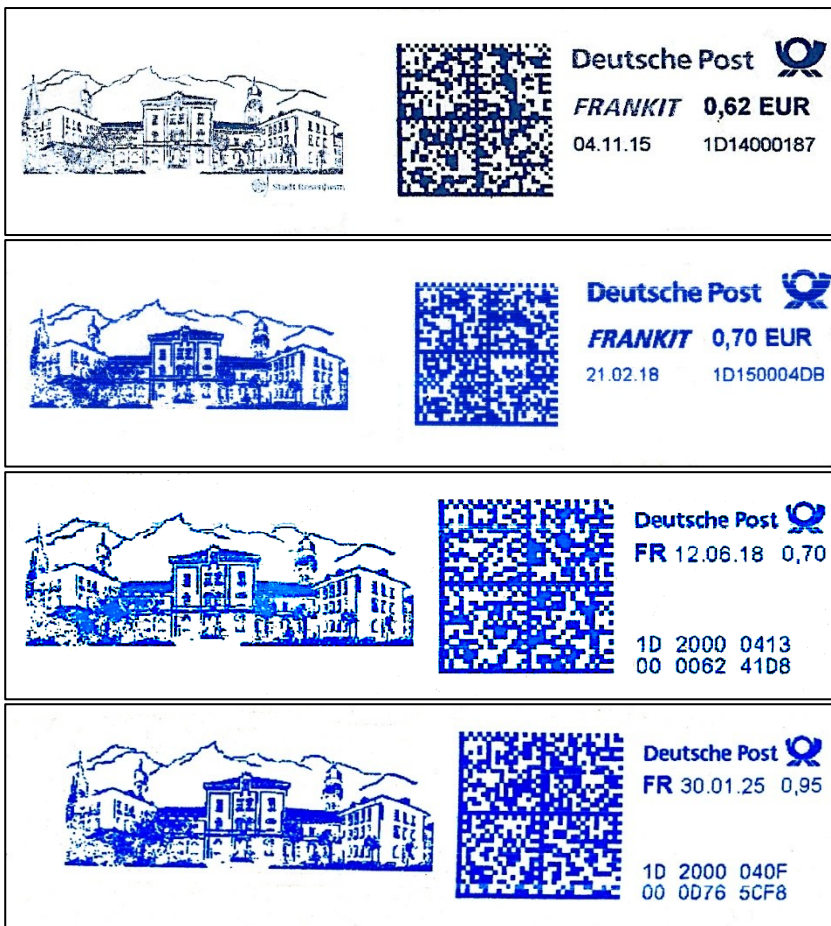 Deutsche Post
FRANKIT 0,62 EUR
04.11.15 1D14000187
Stadt Rosenheim
Deutsche Post
FRANKIT 0,70 EUR
21.02.18 1D150004DB
Deutsche Post
FR 12.06.18 0,70
1D 2000 0413
00 0062 41D8
Deutsche Post
FR 30.01.25 0,95
1D 2000 040F
00 0D76 5CF8